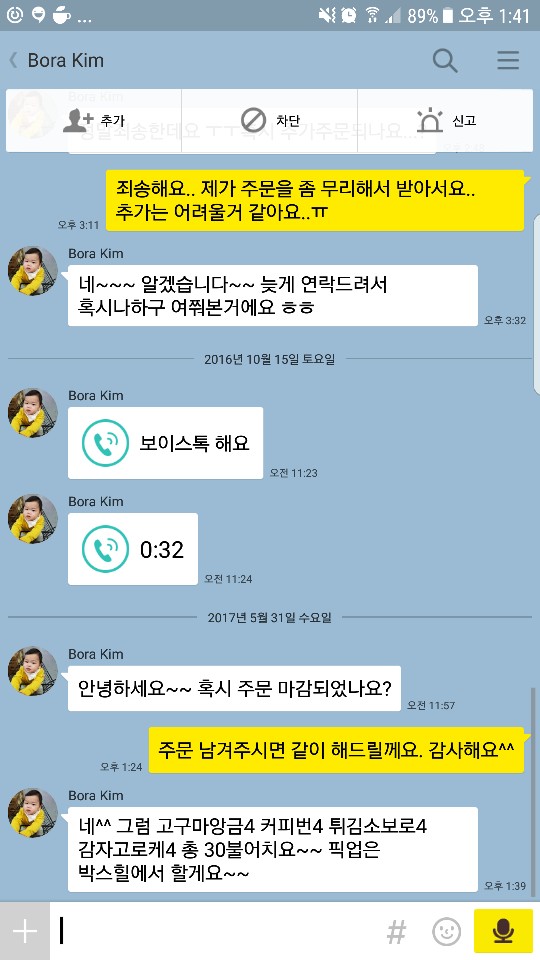 89% 오후 1:41
Bora Kim
Bora Kim
추가
차단
신고
죄송해요.. 제가 주문을 좀 무리해서 받아서요..
추가는 어려울거 같아요..ㅠ
오후 3:11
Bora Kim
네~~~ 알겠습니다~~ 늦게 연락드려서
혹시나하구 여쭤본거에요 ㅎㅎ
오후 3:32
2016년 10월 15일 토요일
Bora Kim
보이스톡 해요
오전 11:23
Bora Kim
0:32
오전 11:24
2017년 5월 31일 수요일
Bora Kim
안녕하세요~~ 혹시 주문 마감되었나요?
오전 11:57
주문 남겨주시면 같이 해드릴께요. 감사해요^^
오후 1:24
Bora Kim
네^^ 그럼 고구마앙금4 커피번4 튀김소보로4
감자고로케4 총 30불어치요~~ 픽업은
박스힐에서 할게요~~
오후 1:39
#